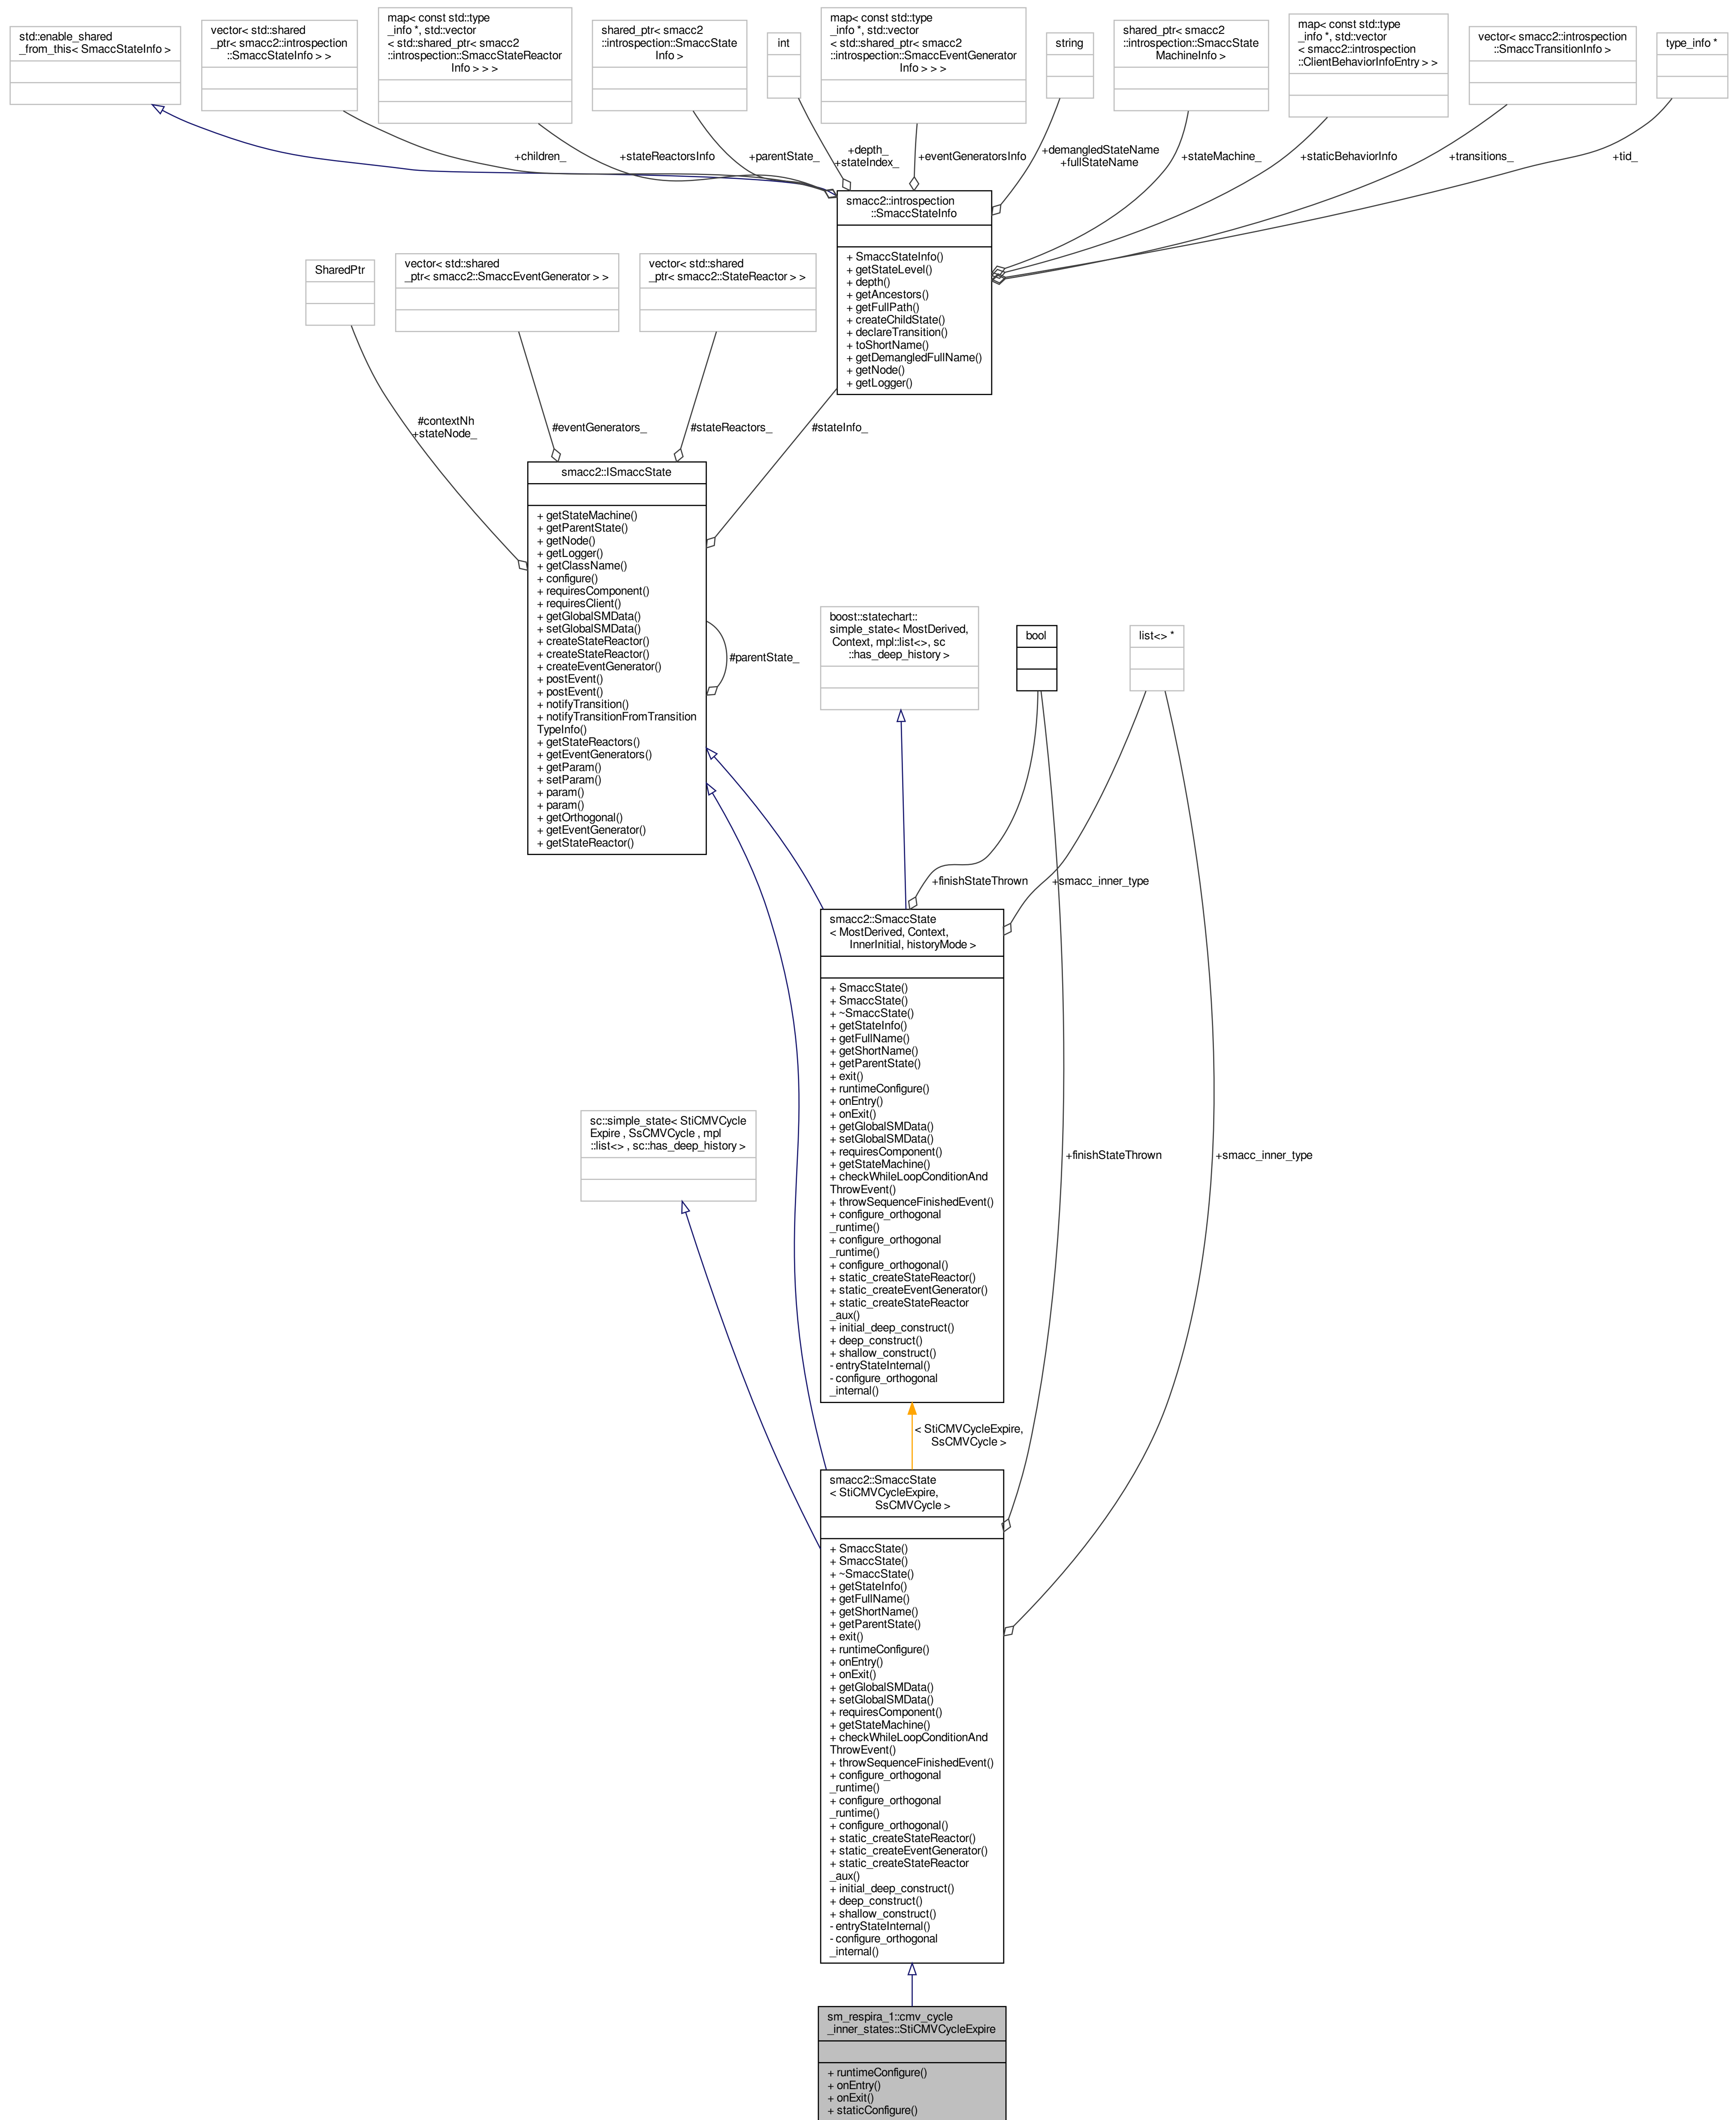 std::enable_shared
_from_this< SmaccStateInfo >
vector< std::shared
_ptr< smacc2::introspection
::SmaccStateInfo > >
map< const std::type
_info *, std::vector
< std::shared_ptr< smacc2
::introspection::SmaccStateReactor
Info > > >
shared_ptr< smacc2
::introspection::SmaccState
Info >
int
map< const std::type
_info *, std::vector
< std::shared_ptr< smacc2
::introspection::SmaccEventGenerator
Info > > >
string
shared_ptr< smacc2
::introspection::SmaccState
MachineInfo >
map< const std::type
_info *, std::vector
< smacc2::introspection
::ClientBehaviorInfoEntry > >
vector< smacc2::introspection
::SmaccTransitionInfo >
type_info *
+children_
+stateReactorsInfo
+parentState_
+depth_
+stateIndex_
+eventGeneratorsInfo
+demangledStateName
+fullStateName
+stateMachine_
+staticBehaviorInfo
+transitions_
+tid_
smacc2::introspection
::SmaccStateInfo
+ SmaccStateInfo()
+ getStateLevel()
+ depth()
+ getAncestors()
+ getFullPath()
+ createChildState()
+ declareTransition()
+ toShortName()
+ getDemangledFullName()
+ getNode()
+ getLogger()
SharedPtr
vector< std::shared
_ptr< smacc2::SmaccEventGenerator > >
vector< std::shared
_ptr< smacc2::StateReactor > >
#contextNh
+stateNode_
#eventGenerators_
#stateReactors_
#stateInfo_
smacc2::ISmaccState
+ getStateMachine()
+ getParentState()
+ getNode()
+ getLogger()
+ getClassName()
+ configure()
+ requiresComponent()
+ requiresClient()
+ getGlobalSMData()
+ setGlobalSMData()
+ createStateReactor()
+ createStateReactor()
+ createEventGenerator()
+ postEvent()
+ postEvent()
+ notifyTransition()
+ notifyTransitionFromTransition
TypeInfo()
+ getStateReactors()
+ getEventGenerators()
+ getParam()
+ setParam()
+ param()
+ param()
+ getOrthogonal()
+ getEventGenerator()
+ getStateReactor()
#parentState_
boost::statechart::
simple_state< MostDerived,
Context, mpl::list<>, sc
::has_deep_history >
bool
list<> *
+finishStateThrown
+smacc_inner_type
smacc2::SmaccState
< MostDerived, Context,
InnerInitial, historyMode >
+ SmaccState()
+ SmaccState()
+ ~SmaccState()
+ getStateInfo()
+ getFullName()
+ getShortName()
+ getParentState()
+ exit()
+ runtimeConfigure()
+ onEntry()
+ onExit()
+ getGlobalSMData()
+ setGlobalSMData()
+ requiresComponent()
+ getStateMachine()
+ checkWhileLoopConditionAnd
ThrowEvent()
+ throwSequenceFinishedEvent()
+ configure_orthogonal
_runtime()
+ configure_orthogonal
_runtime()
+ configure_orthogonal()
+ static_createStateReactor()
+ static_createEventGenerator()
+ static_createStateReactor
_aux()
+ initial_deep_construct()
+ deep_construct()
+ shallow_construct()
- entryStateInternal()
- configure_orthogonal
_internal()
sc::simple_state< StiCMVCycle
Expire , SsCMVCycle , mpl
::list<> , sc::has_deep_history >
+finishStateThrown
+smacc_inner_type
< StiCMVCycleExpire,
SsCMVCycle >
smacc2::SmaccState
< StiCMVCycleExpire,
SsCMVCycle >
+ SmaccState()
+ SmaccState()
+ ~SmaccState()
+ getStateInfo()
+ getFullName()
+ getShortName()
+ getParentState()
+ exit()
+ runtimeConfigure()
+ onEntry()
+ onExit()
+ getGlobalSMData()
+ setGlobalSMData()
+ requiresComponent()
+ getStateMachine()
+ checkWhileLoopConditionAnd
ThrowEvent()
+ throwSequenceFinishedEvent()
+ configure_orthogonal
_runtime()
+ configure_orthogonal
_runtime()
+ configure_orthogonal()
+ static_createStateReactor()
+ static_createEventGenerator()
+ static_createStateReactor
_aux()
+ initial_deep_construct()
+ deep_construct()
+ shallow_construct()
- entryStateInternal()
- configure_orthogonal
_internal()
sm_respira_1::cmv_cycle
_inner_states::StiCMVCycleExpire
+ runtimeConfigure()
+ onEntry()
+ onExit()
+ staticConfigure()